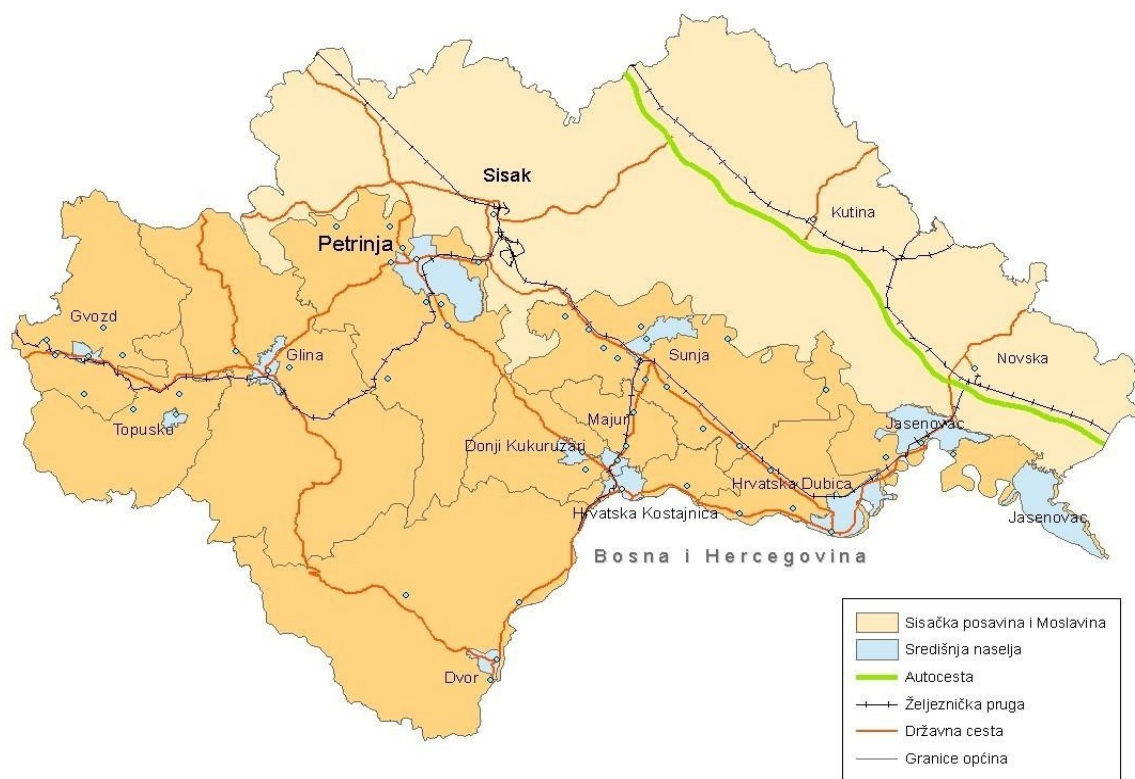 Sisak
Kutina
Petrinja
Gvozd
Glina
Sunja
Novska
Topusko
Majur
Jasenovac
Donji Kukuruzari
Hrvatska Dubica
Hrvatska Kostajnica
Jasenovac
Bosna i Hercegovina
Dvor
Sisačka posavina i Moslavina
Središnja naselja
Autocesta
Željeznička pruga
Državna cesta
Granice općina